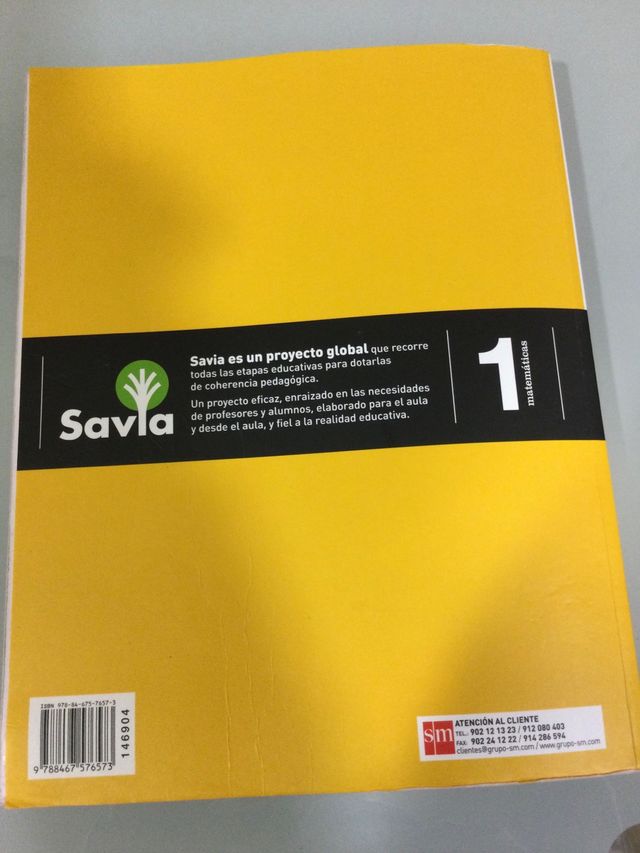 Savia
Savia es un proyecto global que recorre
todas las etapas educativas para dotarlas
de coherencia pedagógica.
Un proyecto eficaz, enraizado en las necesidades
de profesores y alumnos, elaborado para el aula
y desde el aula, y fiel a la realidad educativa.
1
matemáticas
ISBN 978-84-675-7657-3
9 788467 576573
146904
sm
ATENCIÓN AL CLIENTE
TEL.: 902 12 13 23 / 912 080 403
FAX: 902 24 12 22 / 914 286 594
clientes@grupo-sm.com / www.grupo-sm.com